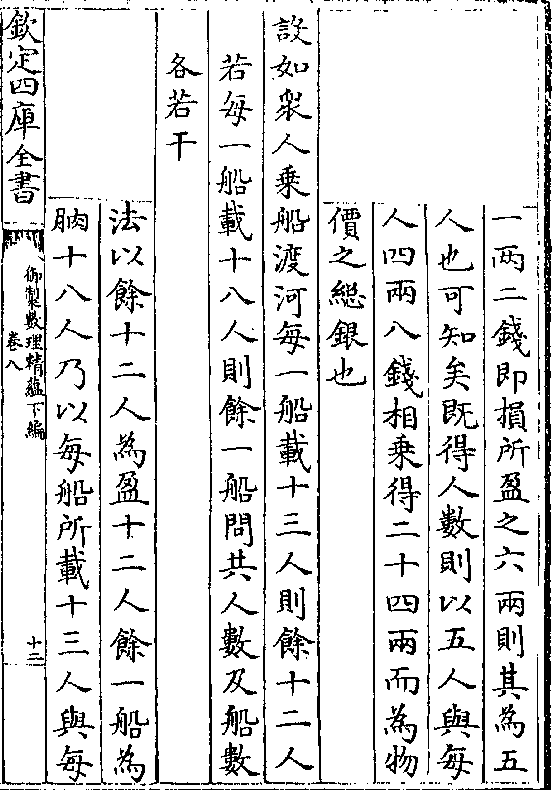 一兩二錢即損所盈之六兩則其為五
人也可知矣既得人數則以五人與每
人四兩八錢相乘得二十四兩而為物
價之總銀也
設如衆人乘船渡河每一船載十三人則餘十二人
若每一船載十八人則餘一船問共人數及船數
各若干
法以餘十二人為盈十二人餘一船為
朒十八人乃以每船所載十三人與每
欽定四庫全書
御製數理精蘊下編
卷八
十二